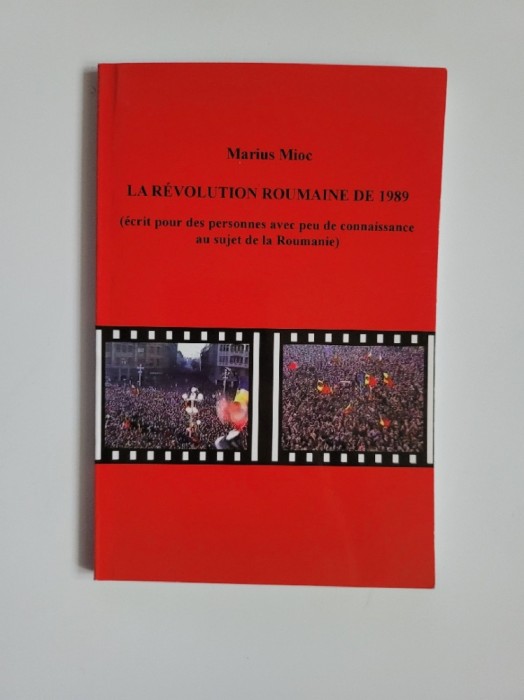 Marius Mioc
LA RÉVOLUTION ROUMAINE DE 1989
(écrit pour des personnes avec peu de connaissance
au sujet de la Roumanie)